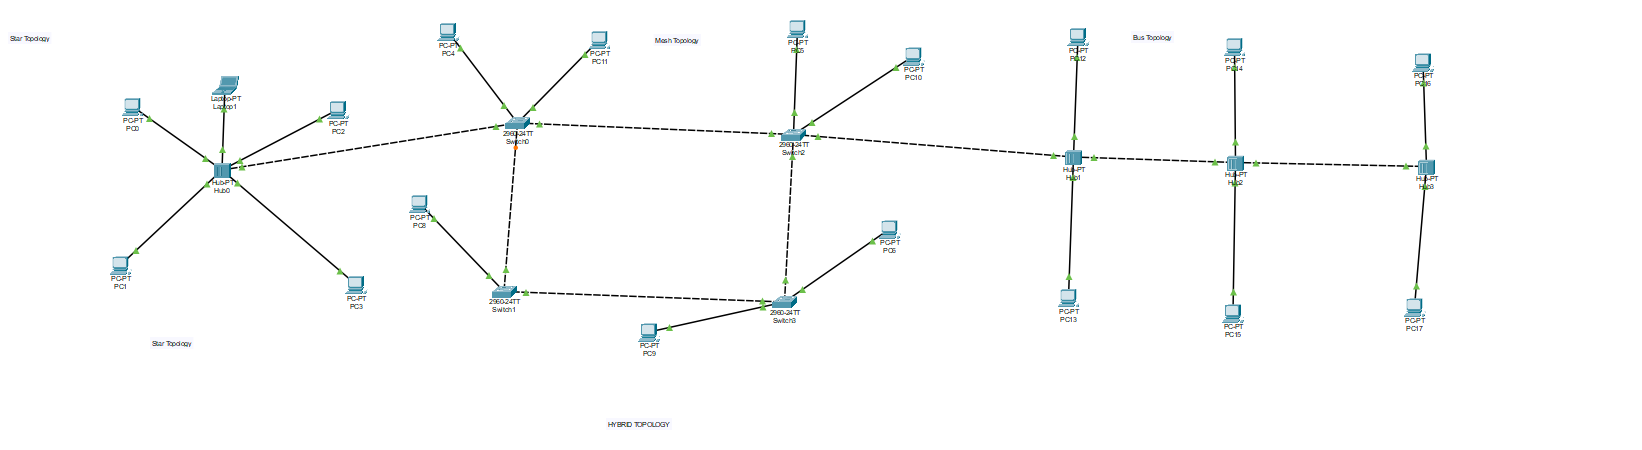 Star Topology
Mesh Topology
Bus Topology
PC-PT
PC4
PC-PT
PC11
PC-PT
PC5
PC-PT
PC10
PC-PT
PC12
PC-PT
PC14
PC-PT
PC16
Laptop-PT
Laptop1
PC-PT
PC0
PC-PT
PC2
2960-24TT
Switch0
2960-24TT
Switch2
Hub-PT
Hub0
Hub-PT
Hub1
Hub-PT
Hub2
Hub-PT
Hub3
PC-PT
PC8
PC-PT
PC6
PC-PT
PC1
PC-PT
PC3
2960-24TT
Switch1
2960-24TT
Switch3
PC-PT
PC13
PC-PT
PC15
PC-PT
PC17
PC-PT
PC9
Star Topology
HYBRID TOPOLOGY